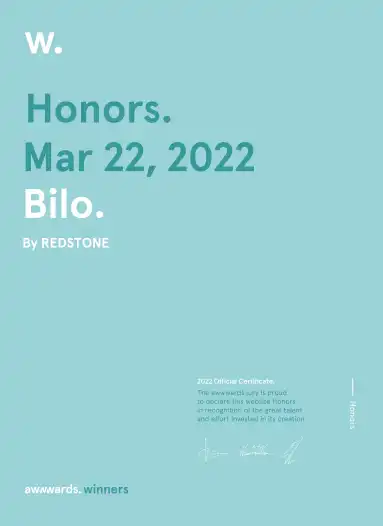 w.
Honors.
Mar 22, 2022
Bilo.
By REDSTONE
2022 Official Certificate.
The awwwards jury is proud
to declare this website Honors
in recognition of the great talent
and effort invested in its creation
Honors
awwwards. winners